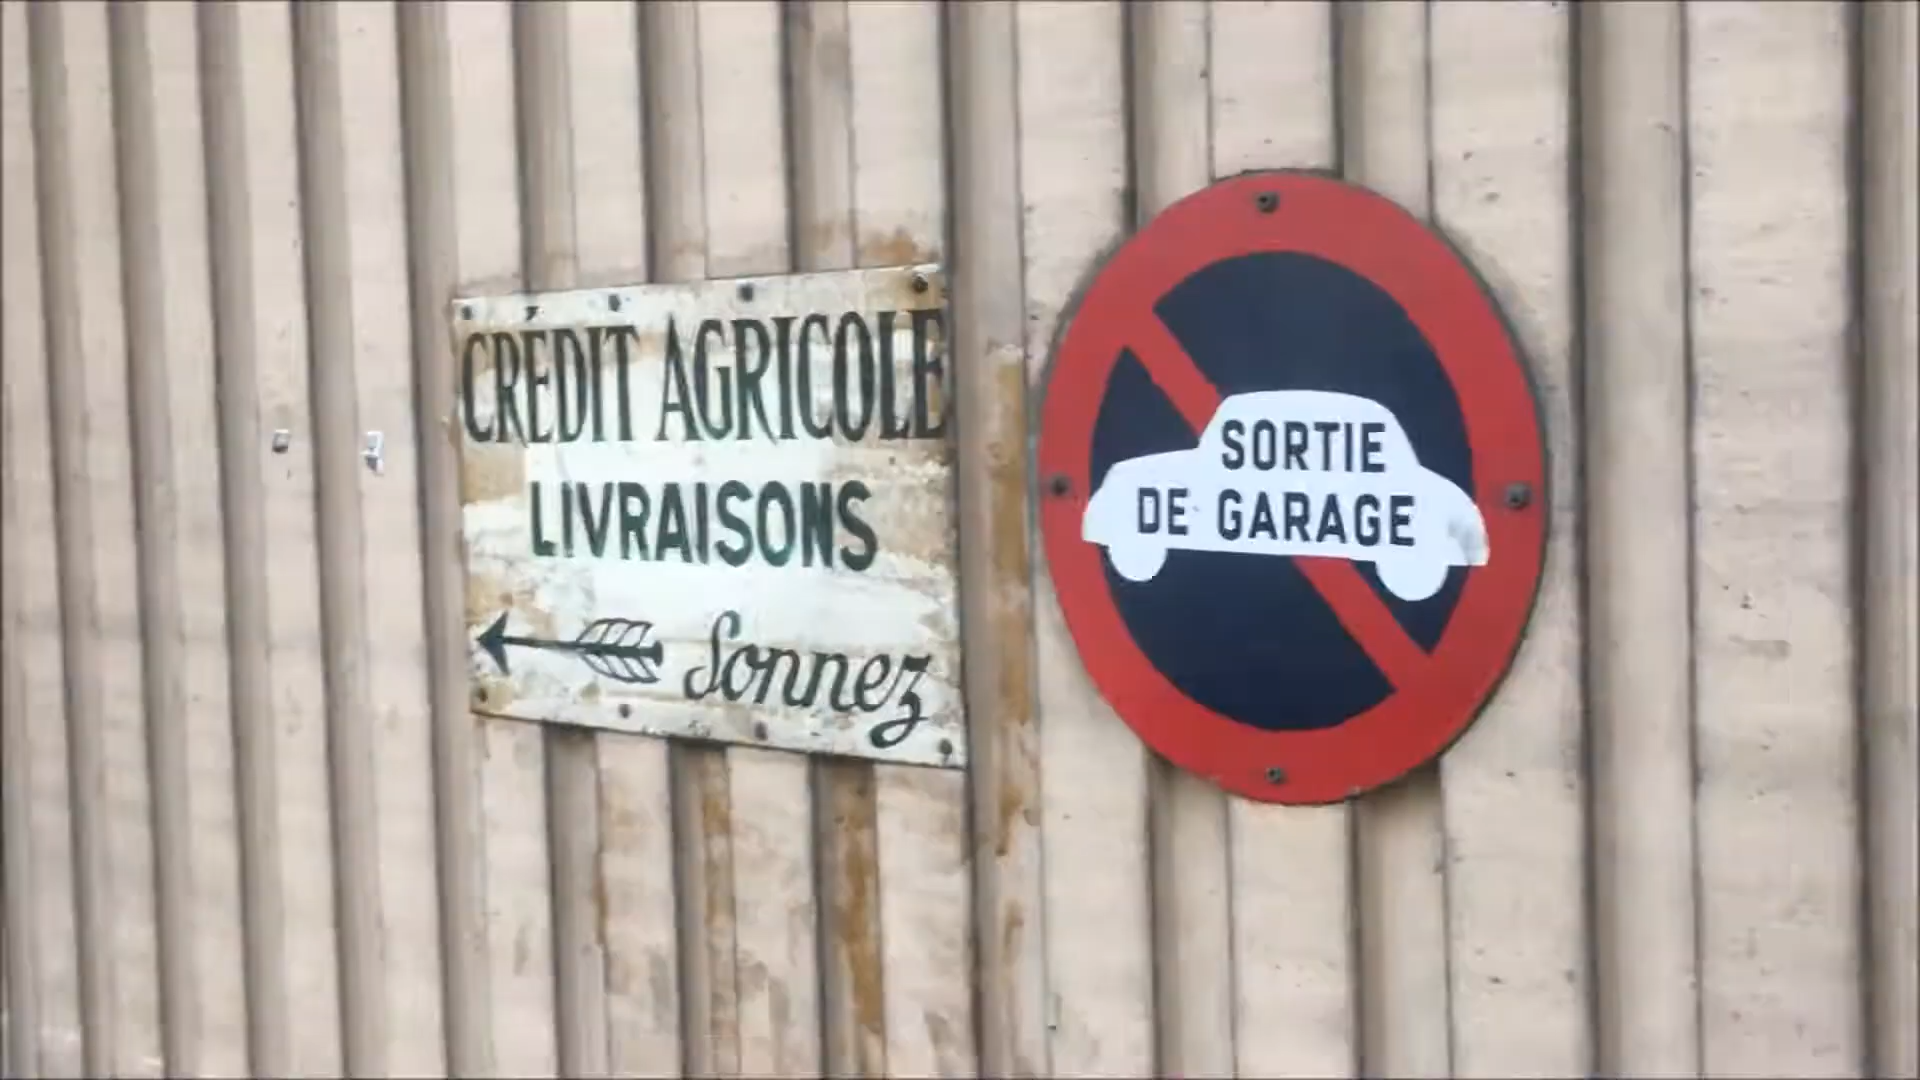 CRÉDIT AGRICOLE
LIVRAISONS
Sonnez
SORTIE
DE GARAGE